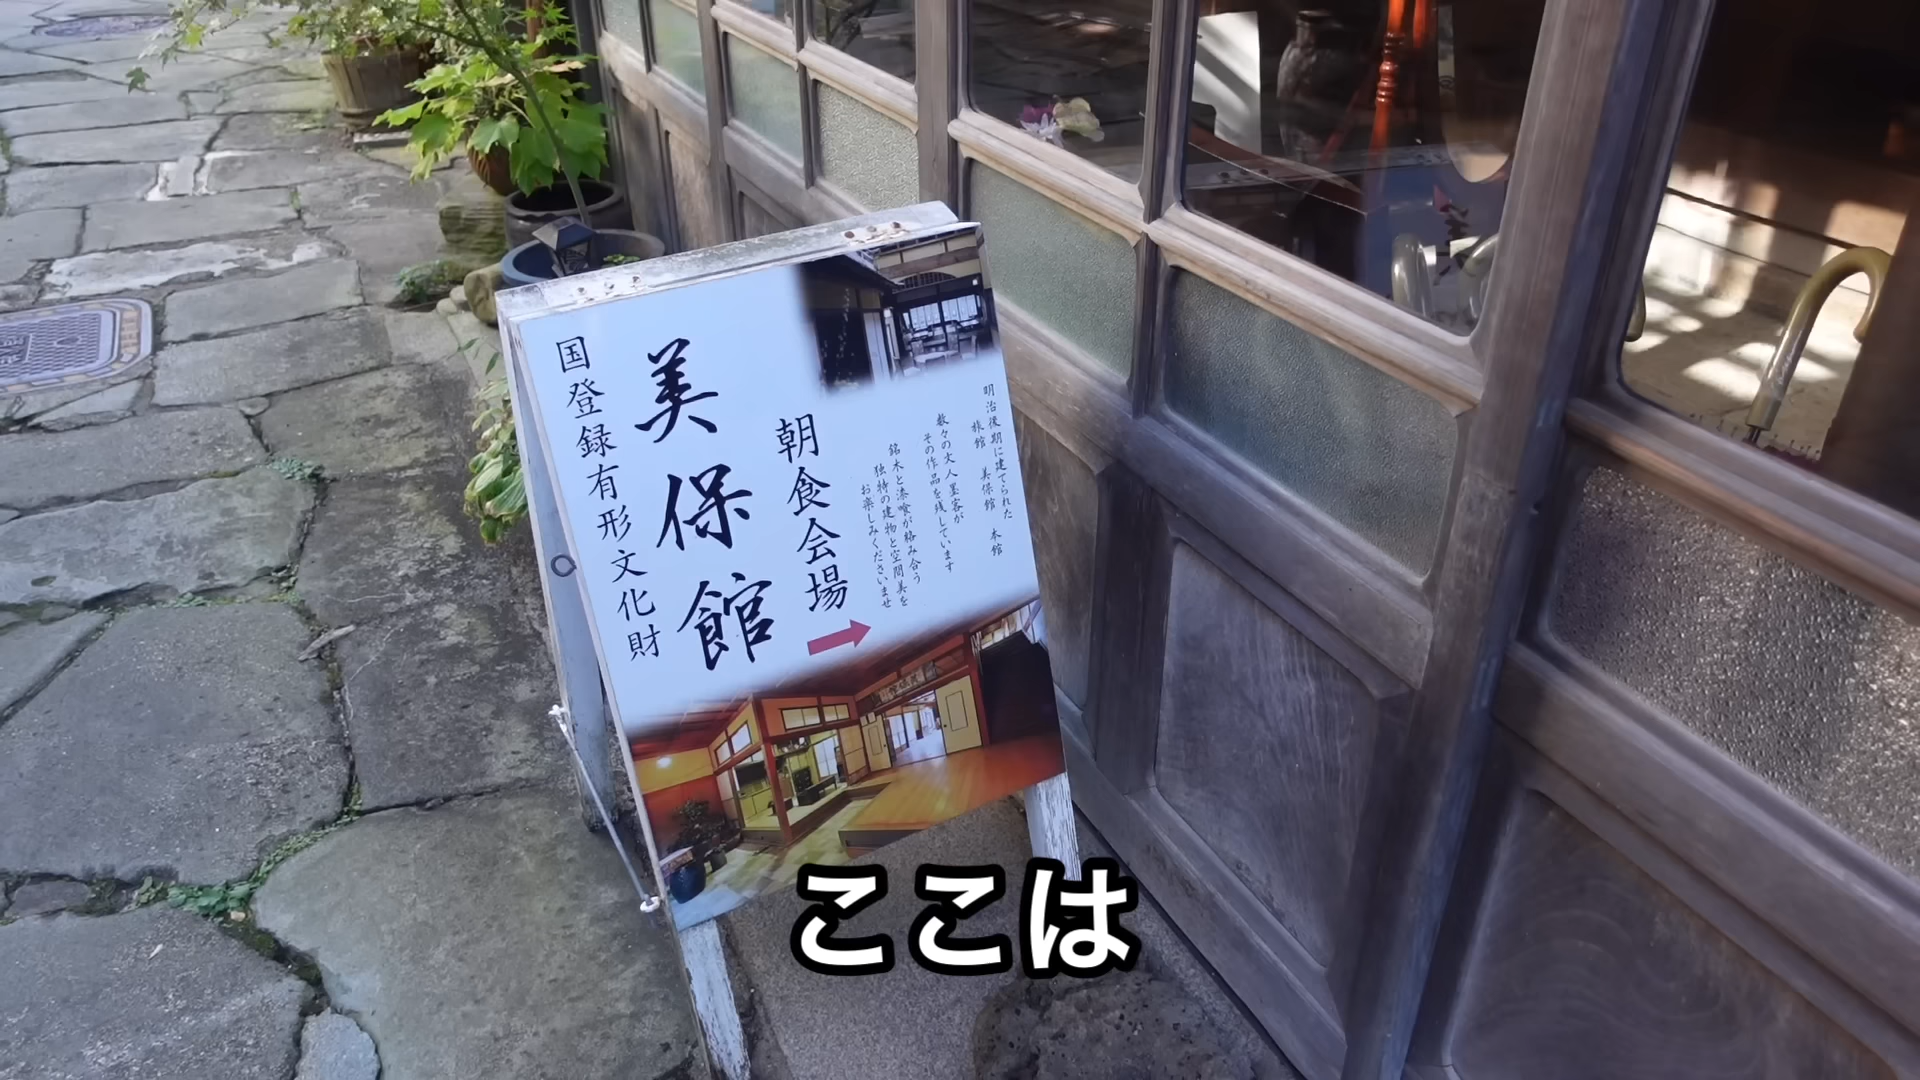 明治後期に建てられた
旅館 美保館 本館
数々の文人墨客が
その作品を残しています
銘木と漆喰が絡み合う
独特の建物と空間美を
お楽しみくださいませ
朝食会場
美保館
国登録有形文化財
ここは